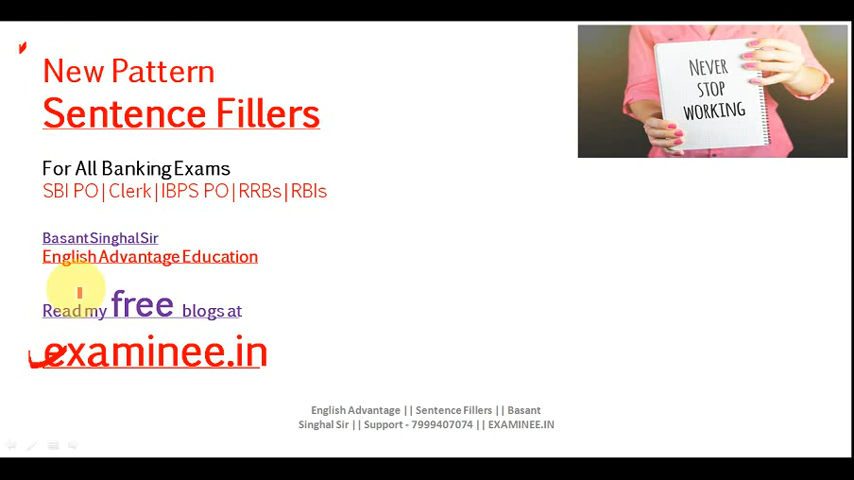 New Pattern
Sentence Fillers
For All Banking Exams
SBI PO|Clerk|IBPS PO|RRBs|RBIs
Basant Singhal Sir
English Advantage Education
Read my free blogs at
examinee.in
NEVER
STOP
WORKING
English Advantage || Sentence Fillers || Basant
Singhal Sir || Support - 7999407074 || EXAMINEE.IN